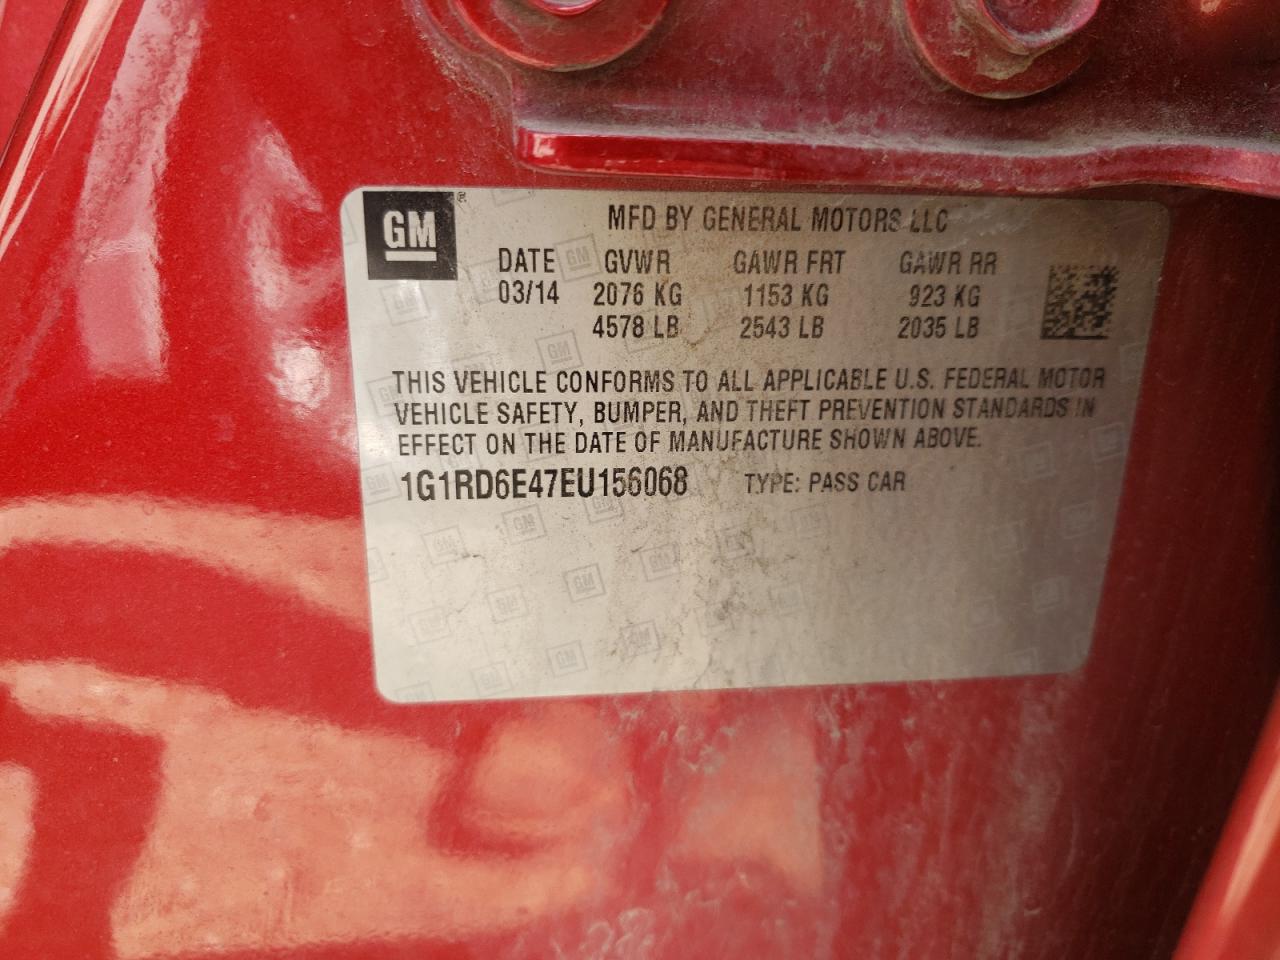 GM
MFD BY GENERAL MOTORS LLC
DATE GVWR GAWR FRT GAWR RR
03/14 2076 KG 1153 KG 923 KG
4578 LB 2543 LB 2035 LB
THIS VEHICLE CONFORMS TO ALL APPLICABLE U.S. FEDERAL MOTOR
VEHICLE SAFETY, BUMPER, AND THEFT PREVENTION STANDARDS IN
EFFECT ON THE DATE OF MANUFACTURE SHOWN ABOVE.
1G1RD6E47EU156068 TYPE: PASS CAR